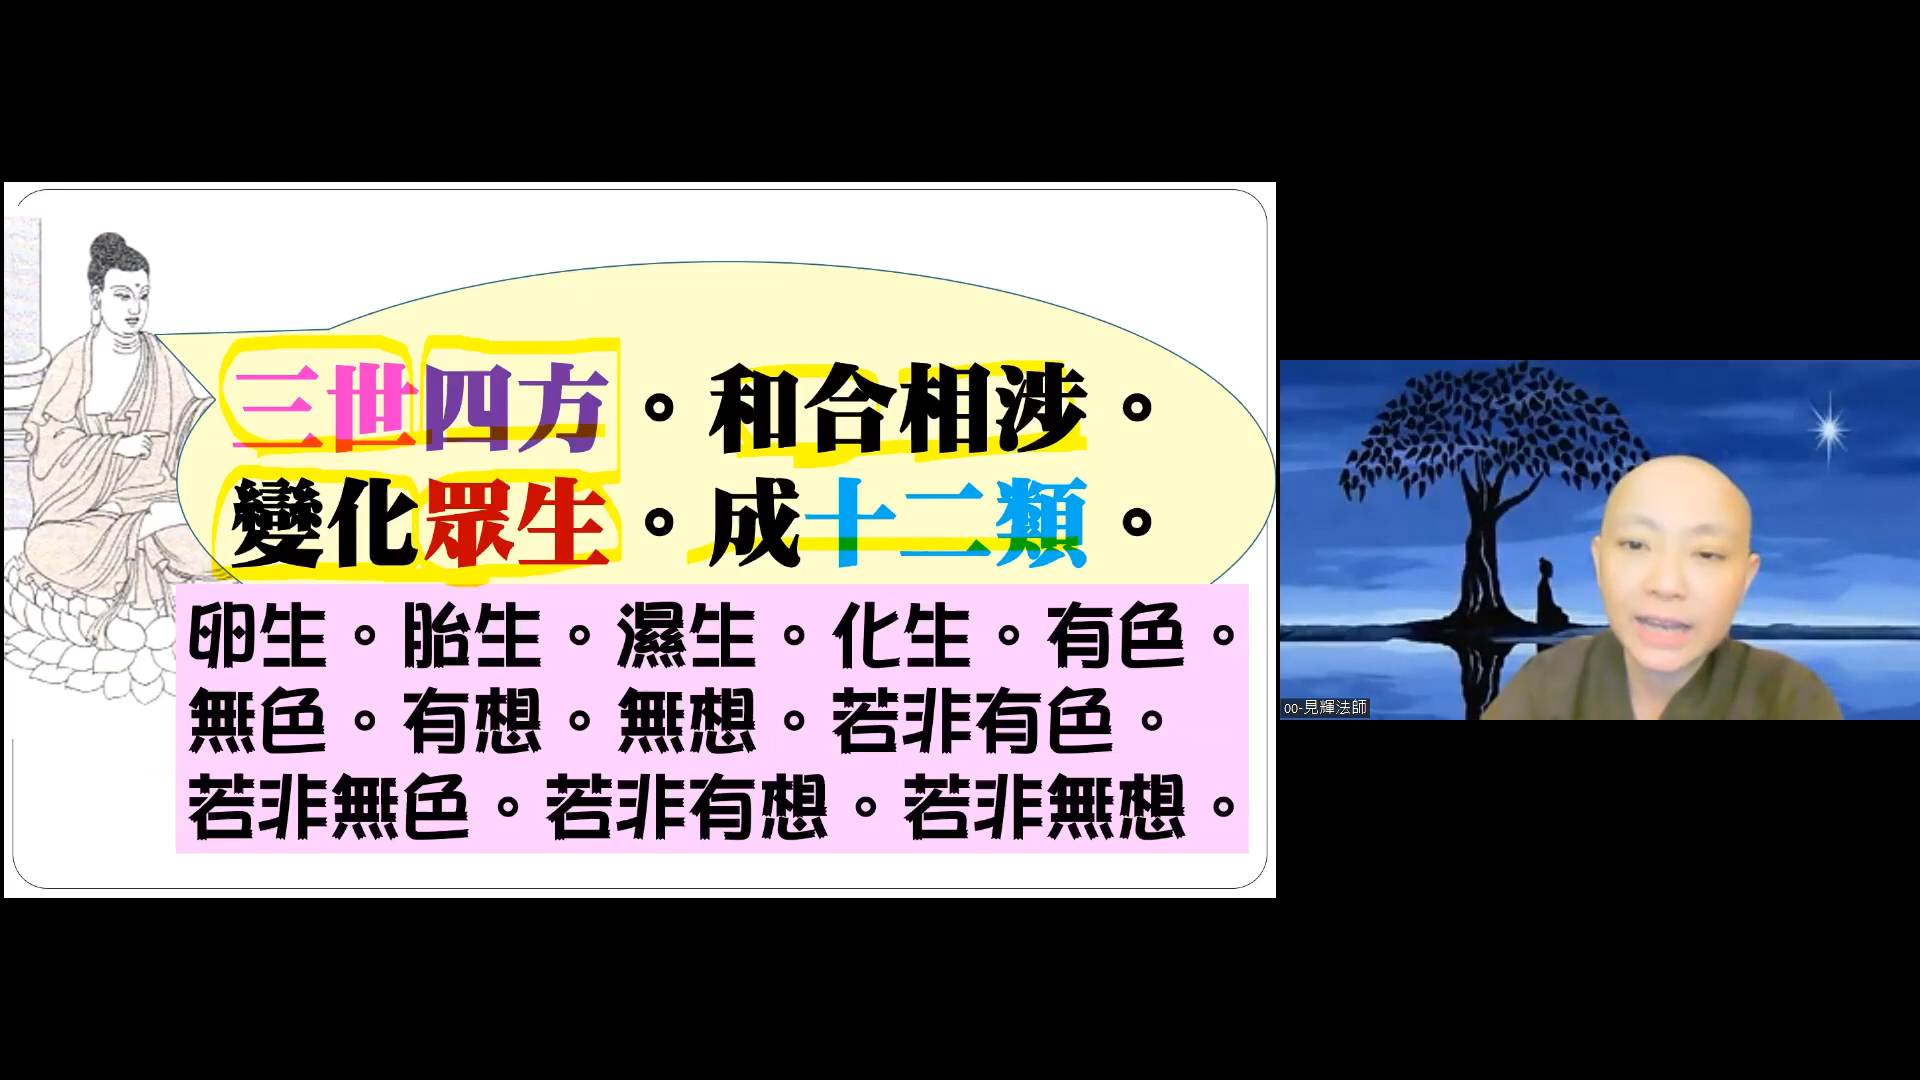 三世四方。和合相涉。
變化眾生。成十二類。
卵生。胎生。濕生。化生。有色。
無色。有想。無想。若非有色。
若非無色。若非有想。若非無想。
00-見輝法師